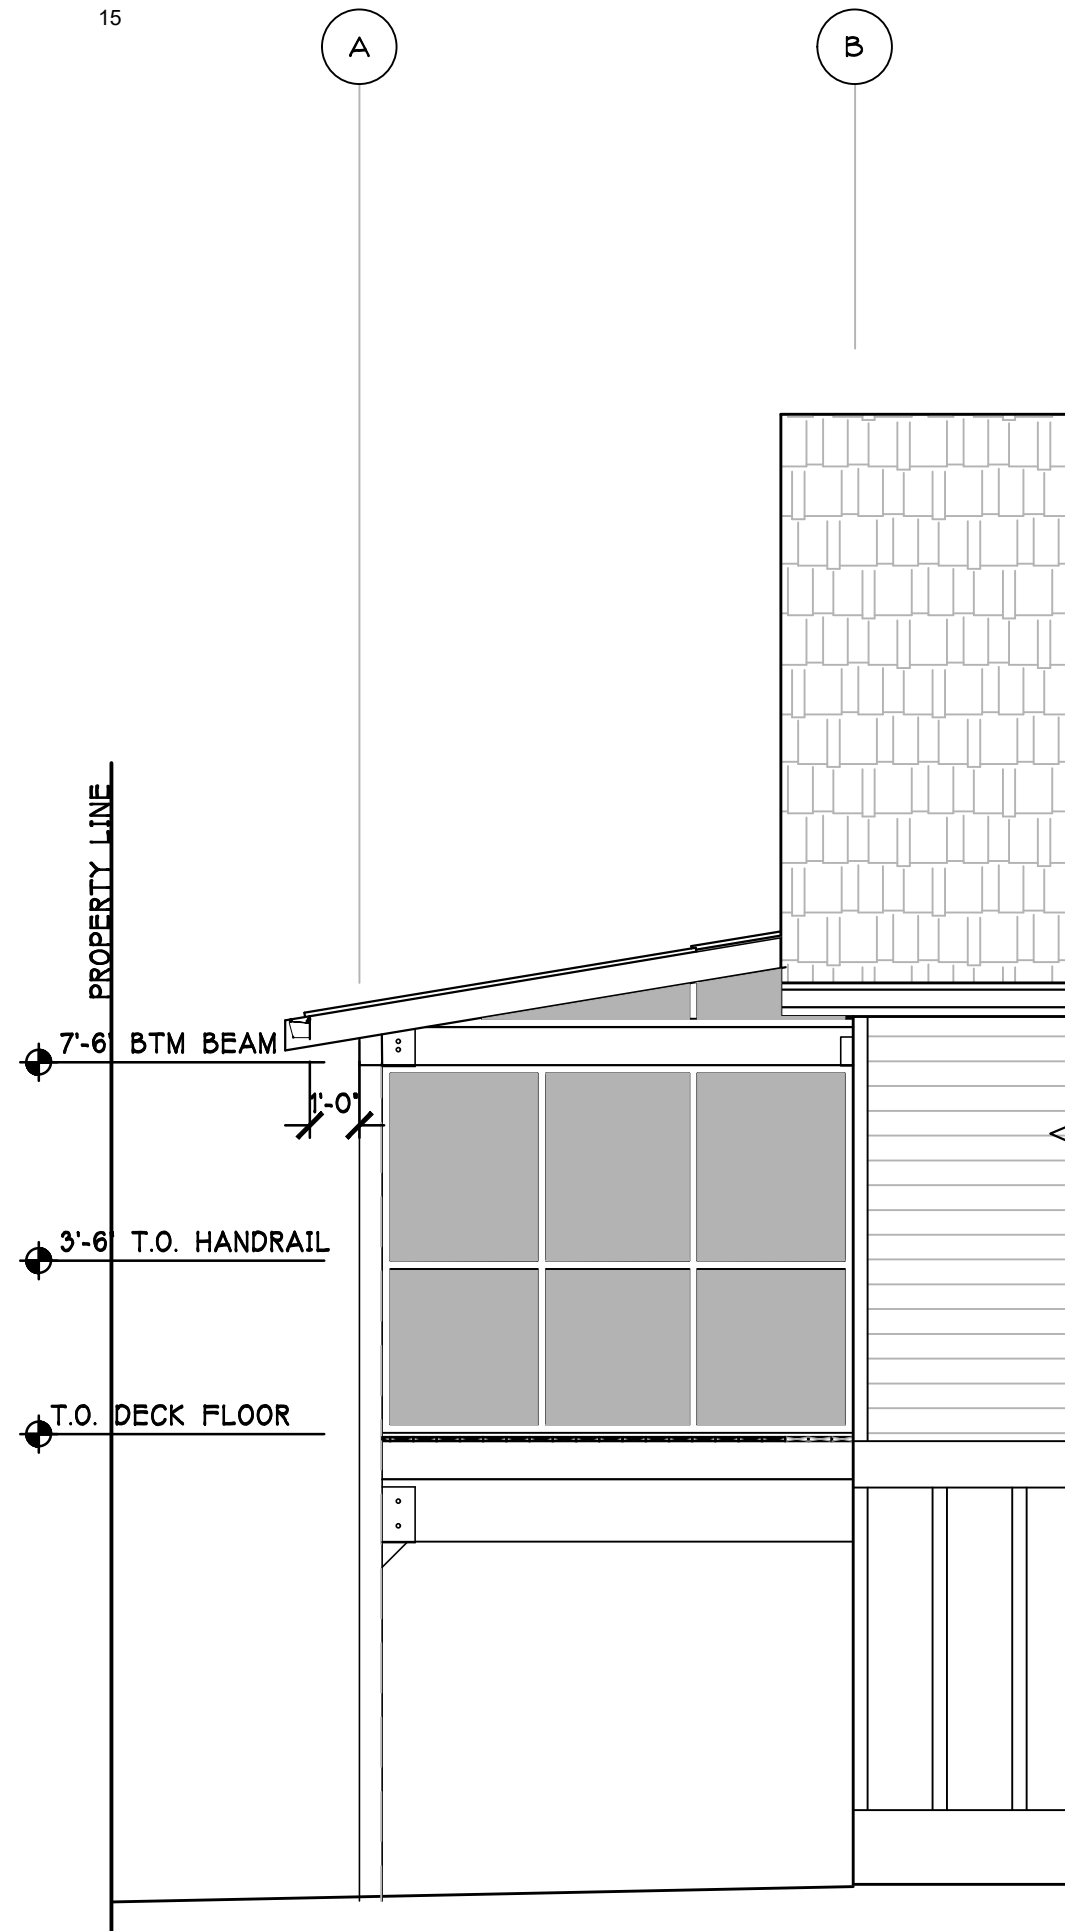 15
A
B
PROPERTY LINE
7'-6" BTM BEAM
1'-0"
3'-6" T.O. HANDRAIL
T.O. DECK FLOOR